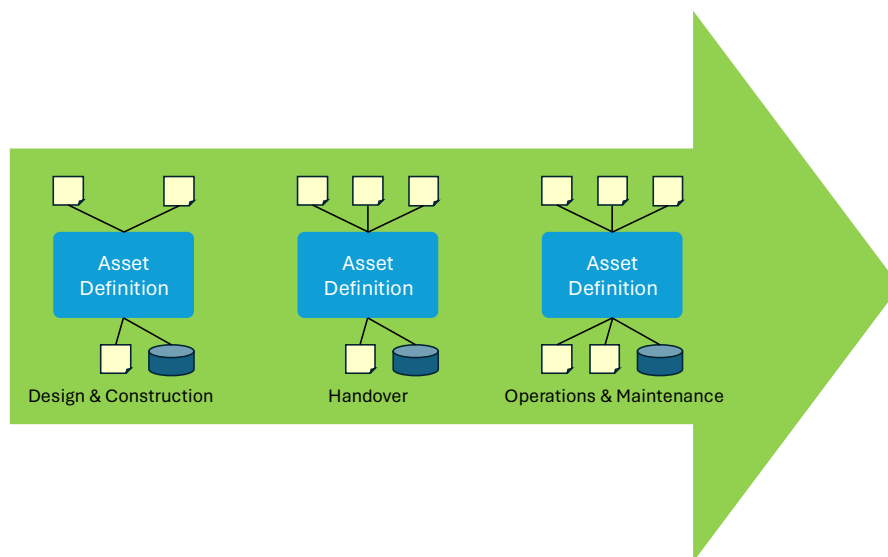 Asset
Definition
Asset
Definition
Asset
Definition
Design & Construction
Handover
Operations & Maintenance